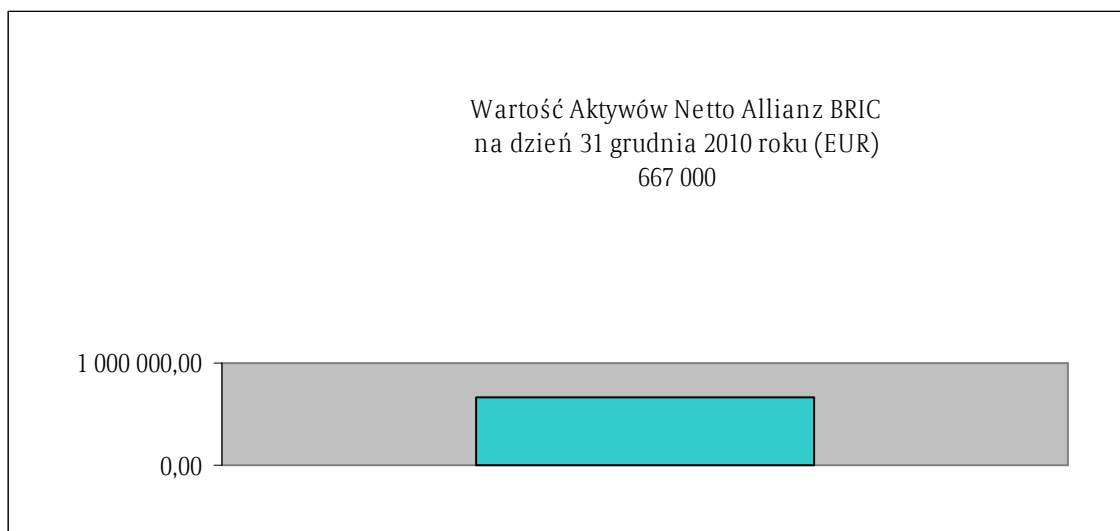 Wartość Aktywów Netto Allianz BRIC
na dzień 31 grudnia 2010 roku (EUR)
667 000
1 000 000,00
0,00